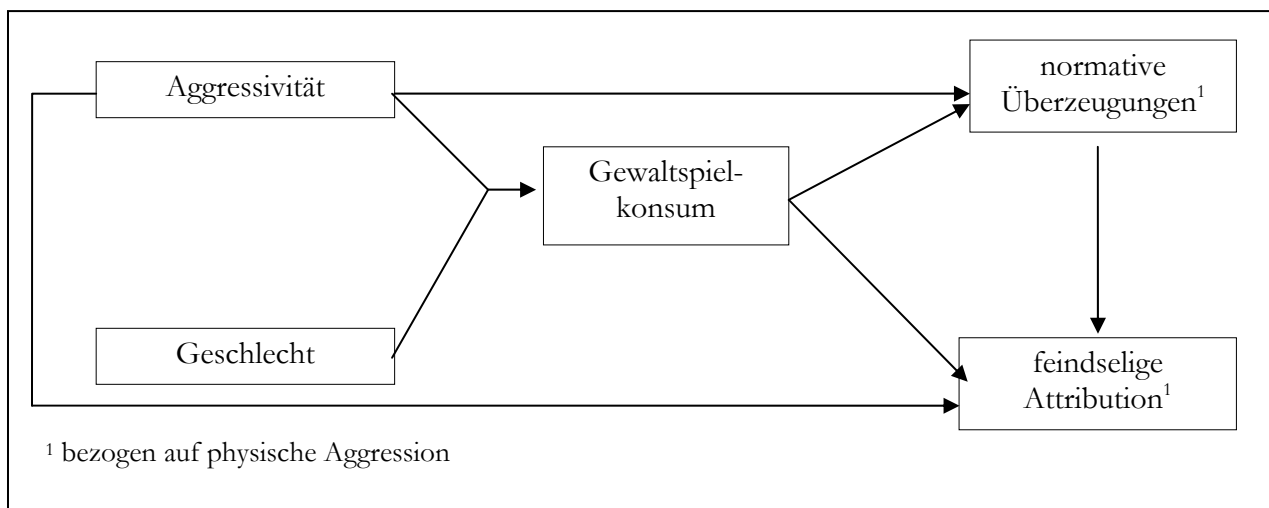 Aggressivität
normative
Überzeugungen¹
Gewaltspiel-
konsum
Geschlecht
feindselige
Attribution¹
¹ bezogen auf physische Aggression